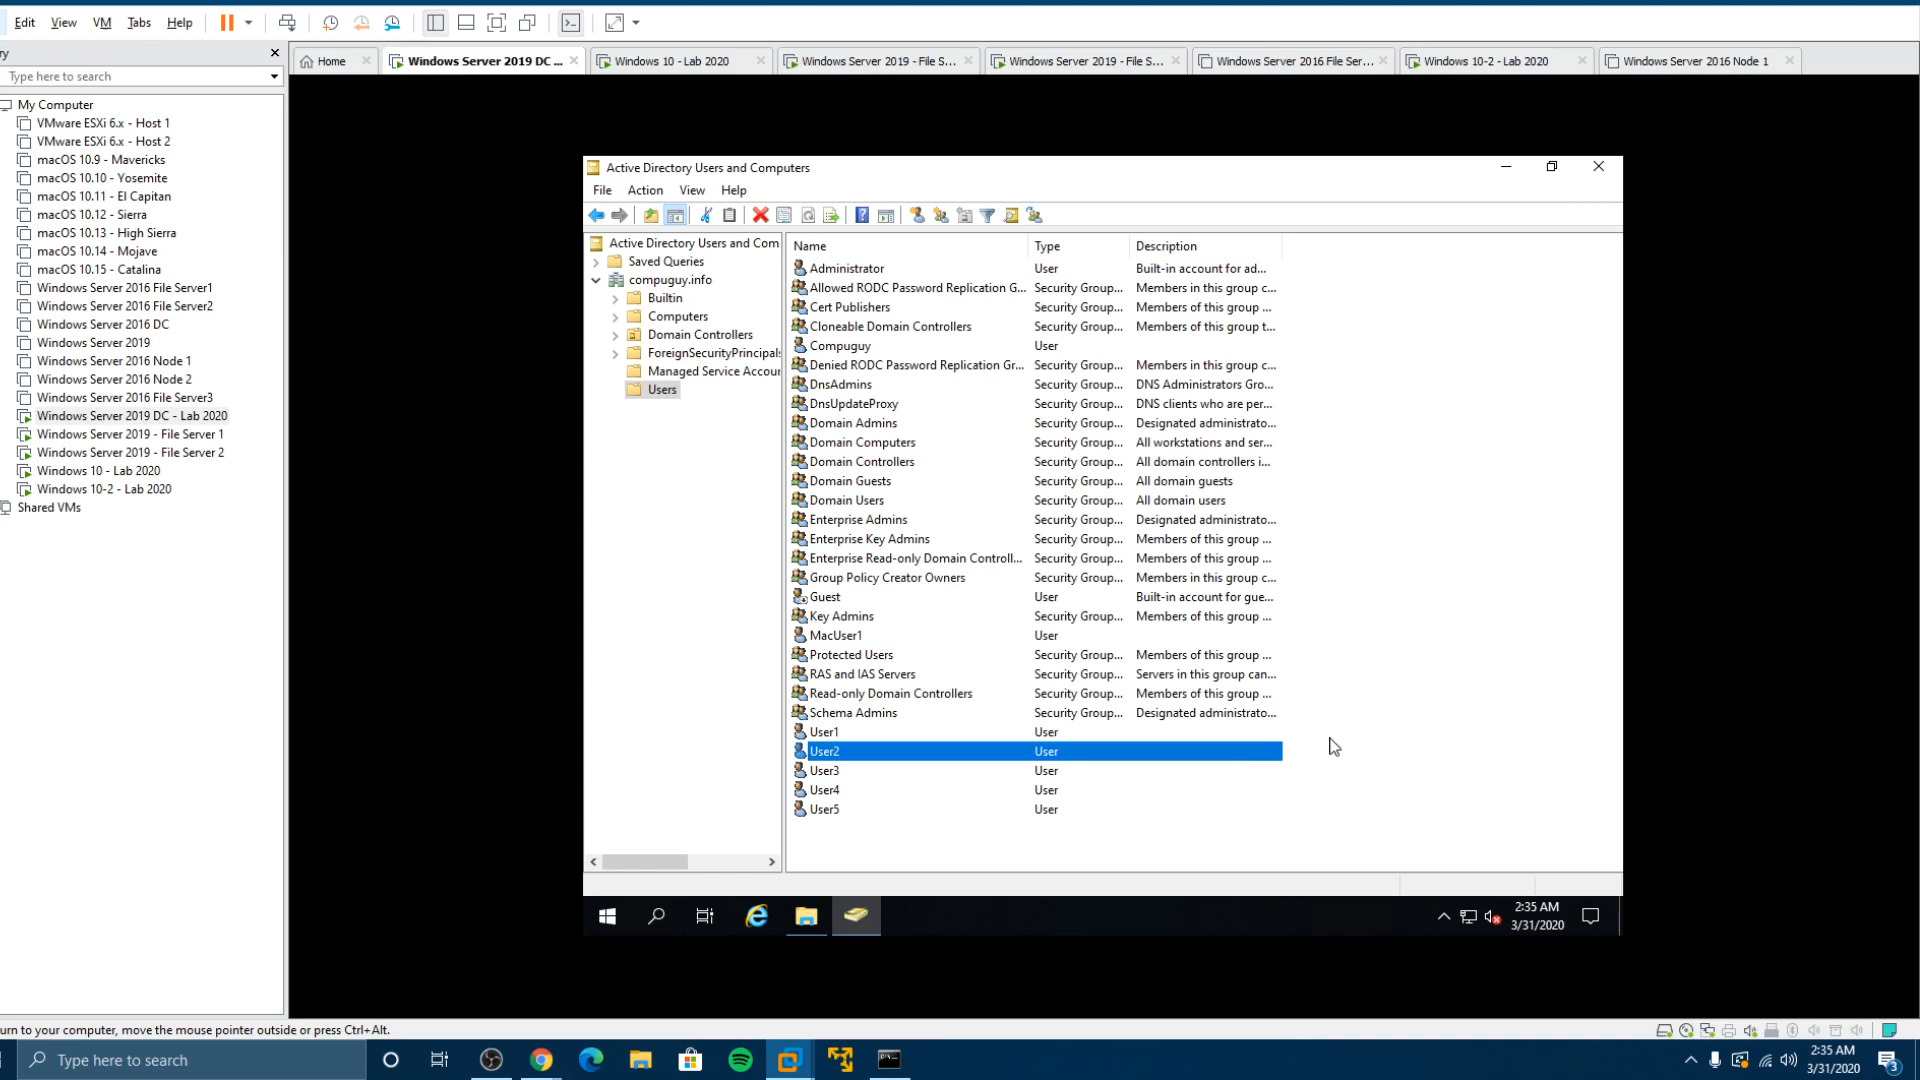 Edit View VM Tabs Help
ry
Type here to search
My Computer
VMware ESXi 6.x - Host 1
VMware ESXi 6.x - Host 2
macOS 10.9 - Mavericks
macOS 10.10 - Yosemite
macOS 10.11 - El Capitan
macOS 10.12 - Sierra
macOS 10.13 - High Sierra
macOS 10.14 - Mojave
macOS 10.15 - Catalina
Windows Server 2016 File Server1
Windows Server 2016 File Server2
Windows Server 2016 DC
Windows Server 2019
Windows Server 2016 Node 1
Windows Server 2016 Node 2
Windows Server 2016 File Server3
Windows Server 2019 DC - Lab 2020
Windows Server 2019 - File Server 1
Windows Server 2019 - File Server 2
Windows 10 - Lab 2020
Windows 10-2 - Lab 2020
Shared VMs
Home Windows Server 2019 DC ... Windows 10 - Lab 2020 Windows Server 2019 - File S... Windows Server 2019 - File S... Windows Server 2016 File Ser... Windows 10-2 - Lab 2020 Windows Server 2016 Node 1
Active Directory Users and Computers
File Action View Help
Active Directory Users and Com
Saved Queries
compuguy.info
Builtin
Computers
Domain Controllers
ForeignSecurityPrincipals
Managed Service Accour
Users
Name Type Description
Administrator User Built-in account for ad...
Allowed RODC Password Replication G... Security Group... Members in this group c...
Cert Publishers Security Group... Members of this group ...
Cloneable Domain Controllers Security Group... Members of this group t...
Compuguy User
Denied RODC Password Replication Gr... Security Group... Members in this group c...
DnsAdmins Security Group... DNS Administrators Gro...
DnsUpdateProxy Security Group... DNS clients who are per...
Domain Admins Security Group... Designated administrato...
Domain Computers Security Group... All workstations and ser...
Domain Controllers Security Group... All domain controllers i...
Domain Guests Security Group... All domain guests
Domain Users Security Group... All domain users
Enterprise Admins Security Group... Designated administrato...
Enterprise Key Admins Security Group... Members of this group ...
Enterprise Read-only Domain Controll... Security Group... Members of this group ...
Group Policy Creator Owners Security Group... Members in this group c...
Guest User Built-in account for gue...
Key Admins Security Group... Members of this group ...
MacUser1 User
Protected Users Security Group... Members of this group ...
RAS and IAS Servers Security Group... Servers in this group can...
Read-only Domain Controllers Security Group... Members of this group ...
Schema Admins Security Group... Designated administrato...
User1 User
User2 User
User3 User
User4 User
User5 User
2:35 AM
3/31/2020
urn to your computer, move the mouse pointer outside or press Ctrl+Alt.
Type here to search
2:35 AM
3/31/2020
3